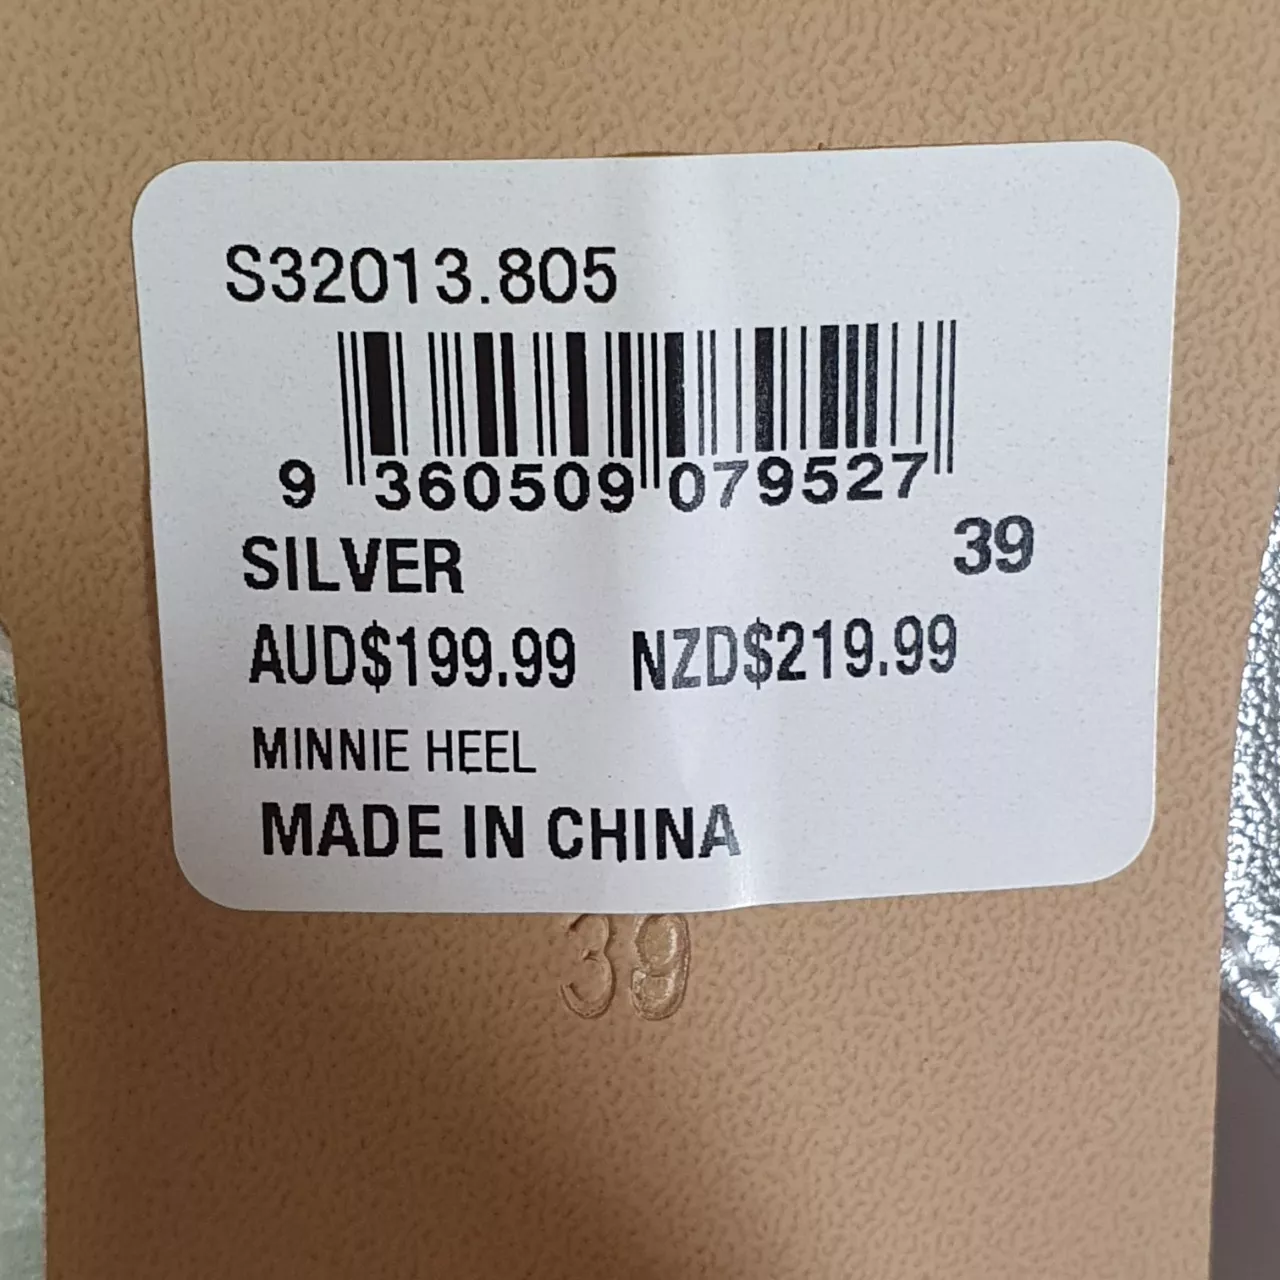 S32013.805
9 360509 079527
SILVER 39
AUD$199.99 NZD$219.99
MINNIE HEEL
MADE IN CHINA
39